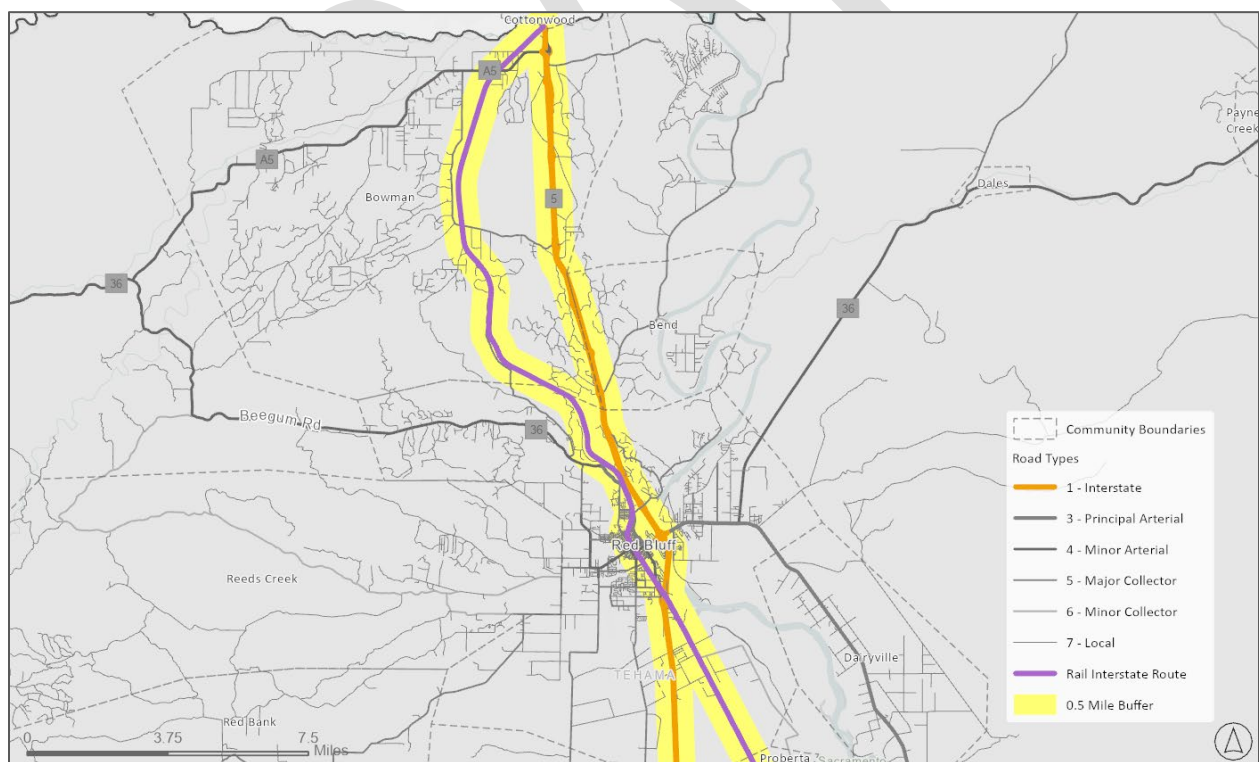 Cottonwood
A5
Payne
Creek
A5
Dales
Bowman
5
36
36
Bend
Beegum Rd
36
Community Boundaries
Road Types
1 - Interstate
3 - Principal Arterial
Red Bluff
4 - Minor Arterial
5 - Major Collector
Reeds Creek
6 - Minor Collector
7 - Local
Dairyville
TEHAMA
Rail Interstate Route
0.5 Mile Buffer
Red Bank
0 3.75 7.5
Miles
Proberta
Sacramento